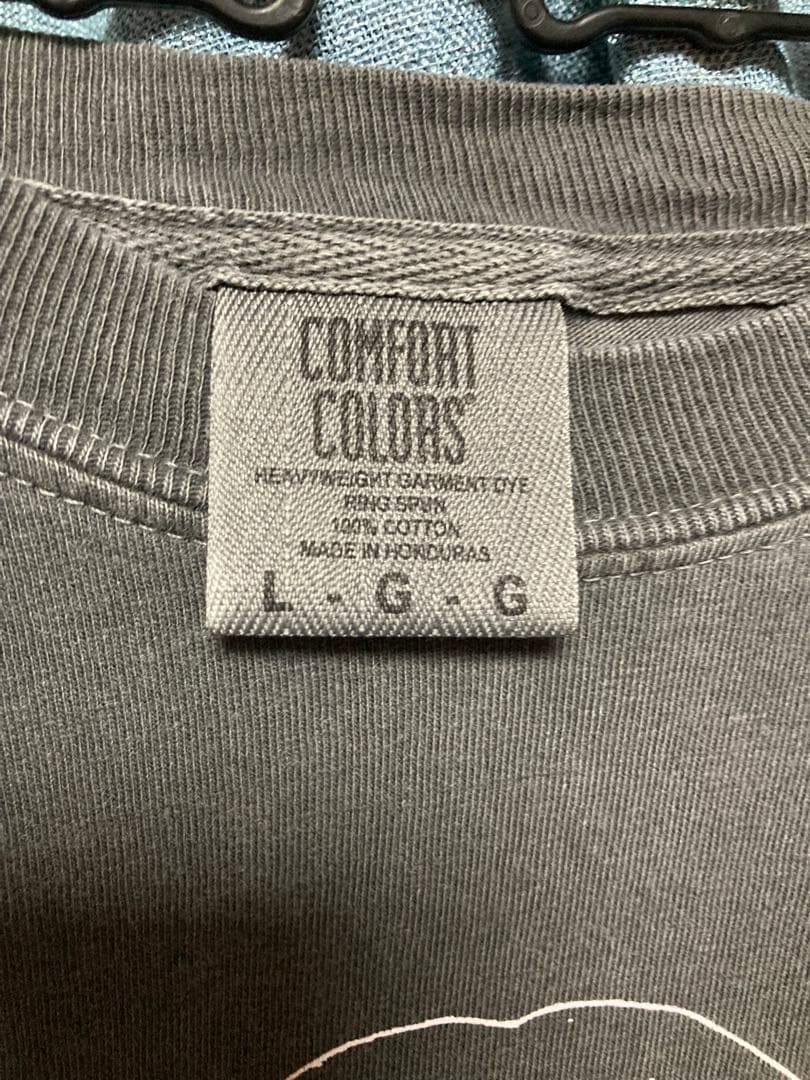 COMFORT
COLORS®
HEAVYWEIGHT GARMENT DYE
RING SPUN
100% COTTON
MADE IN HONDURAS
L - G - G